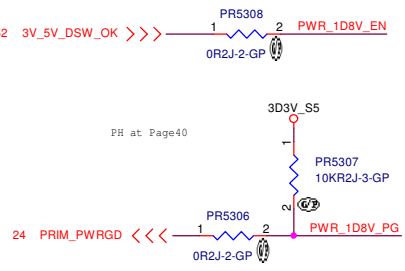 PR5308
52 3V_5V_DSW_OK 1 2 PWR_1D8V_EN
0R2J-2-GP
3D3V_S5
PH at Page40
1
PR5307
10KR2J-3-GP
2
PR5306
24 PRIM_PWRGD 1 2 PWR_1D8V_PG
0R2J-2-GP